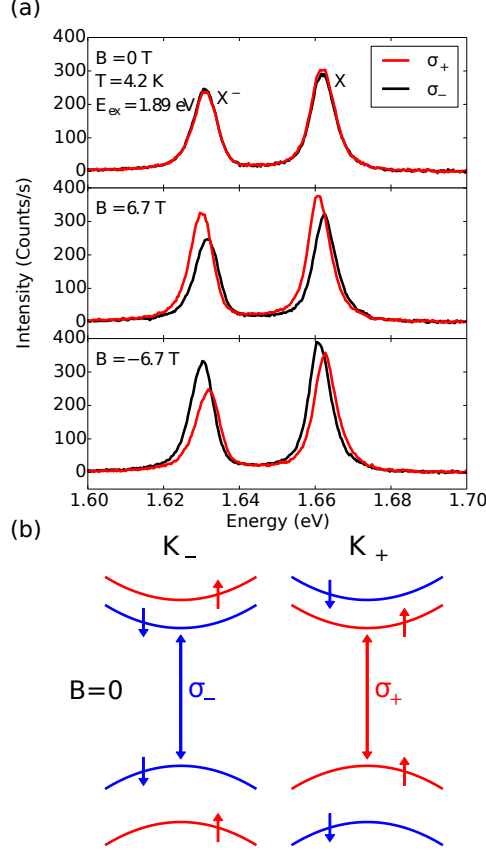 (a)
400
300
200
100
0
B=0 T
T=4.2 K
E_ex=1.89 eV
X⁻
X
σ₊
σ₋
400
300
200
100
0
B=6.7 T
Intensity (Counts/s)
400
300
200
100
0
B=−6.7 T
1.60 1.62 1.64 1.66 1.68 1.70
Energy (eV)
(b)
K₋ K₊
B=0
σ₋ σ₊